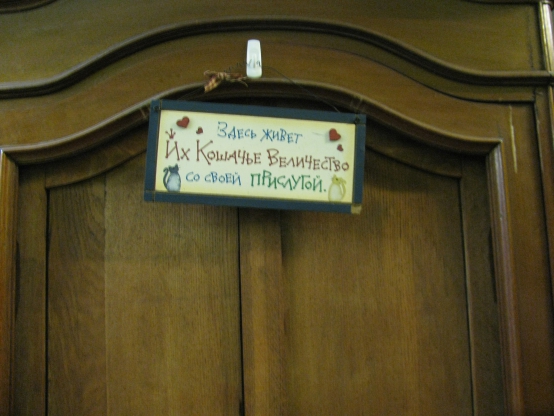 Здесь живет
Их Кошачье Величество
со своей прислугой.